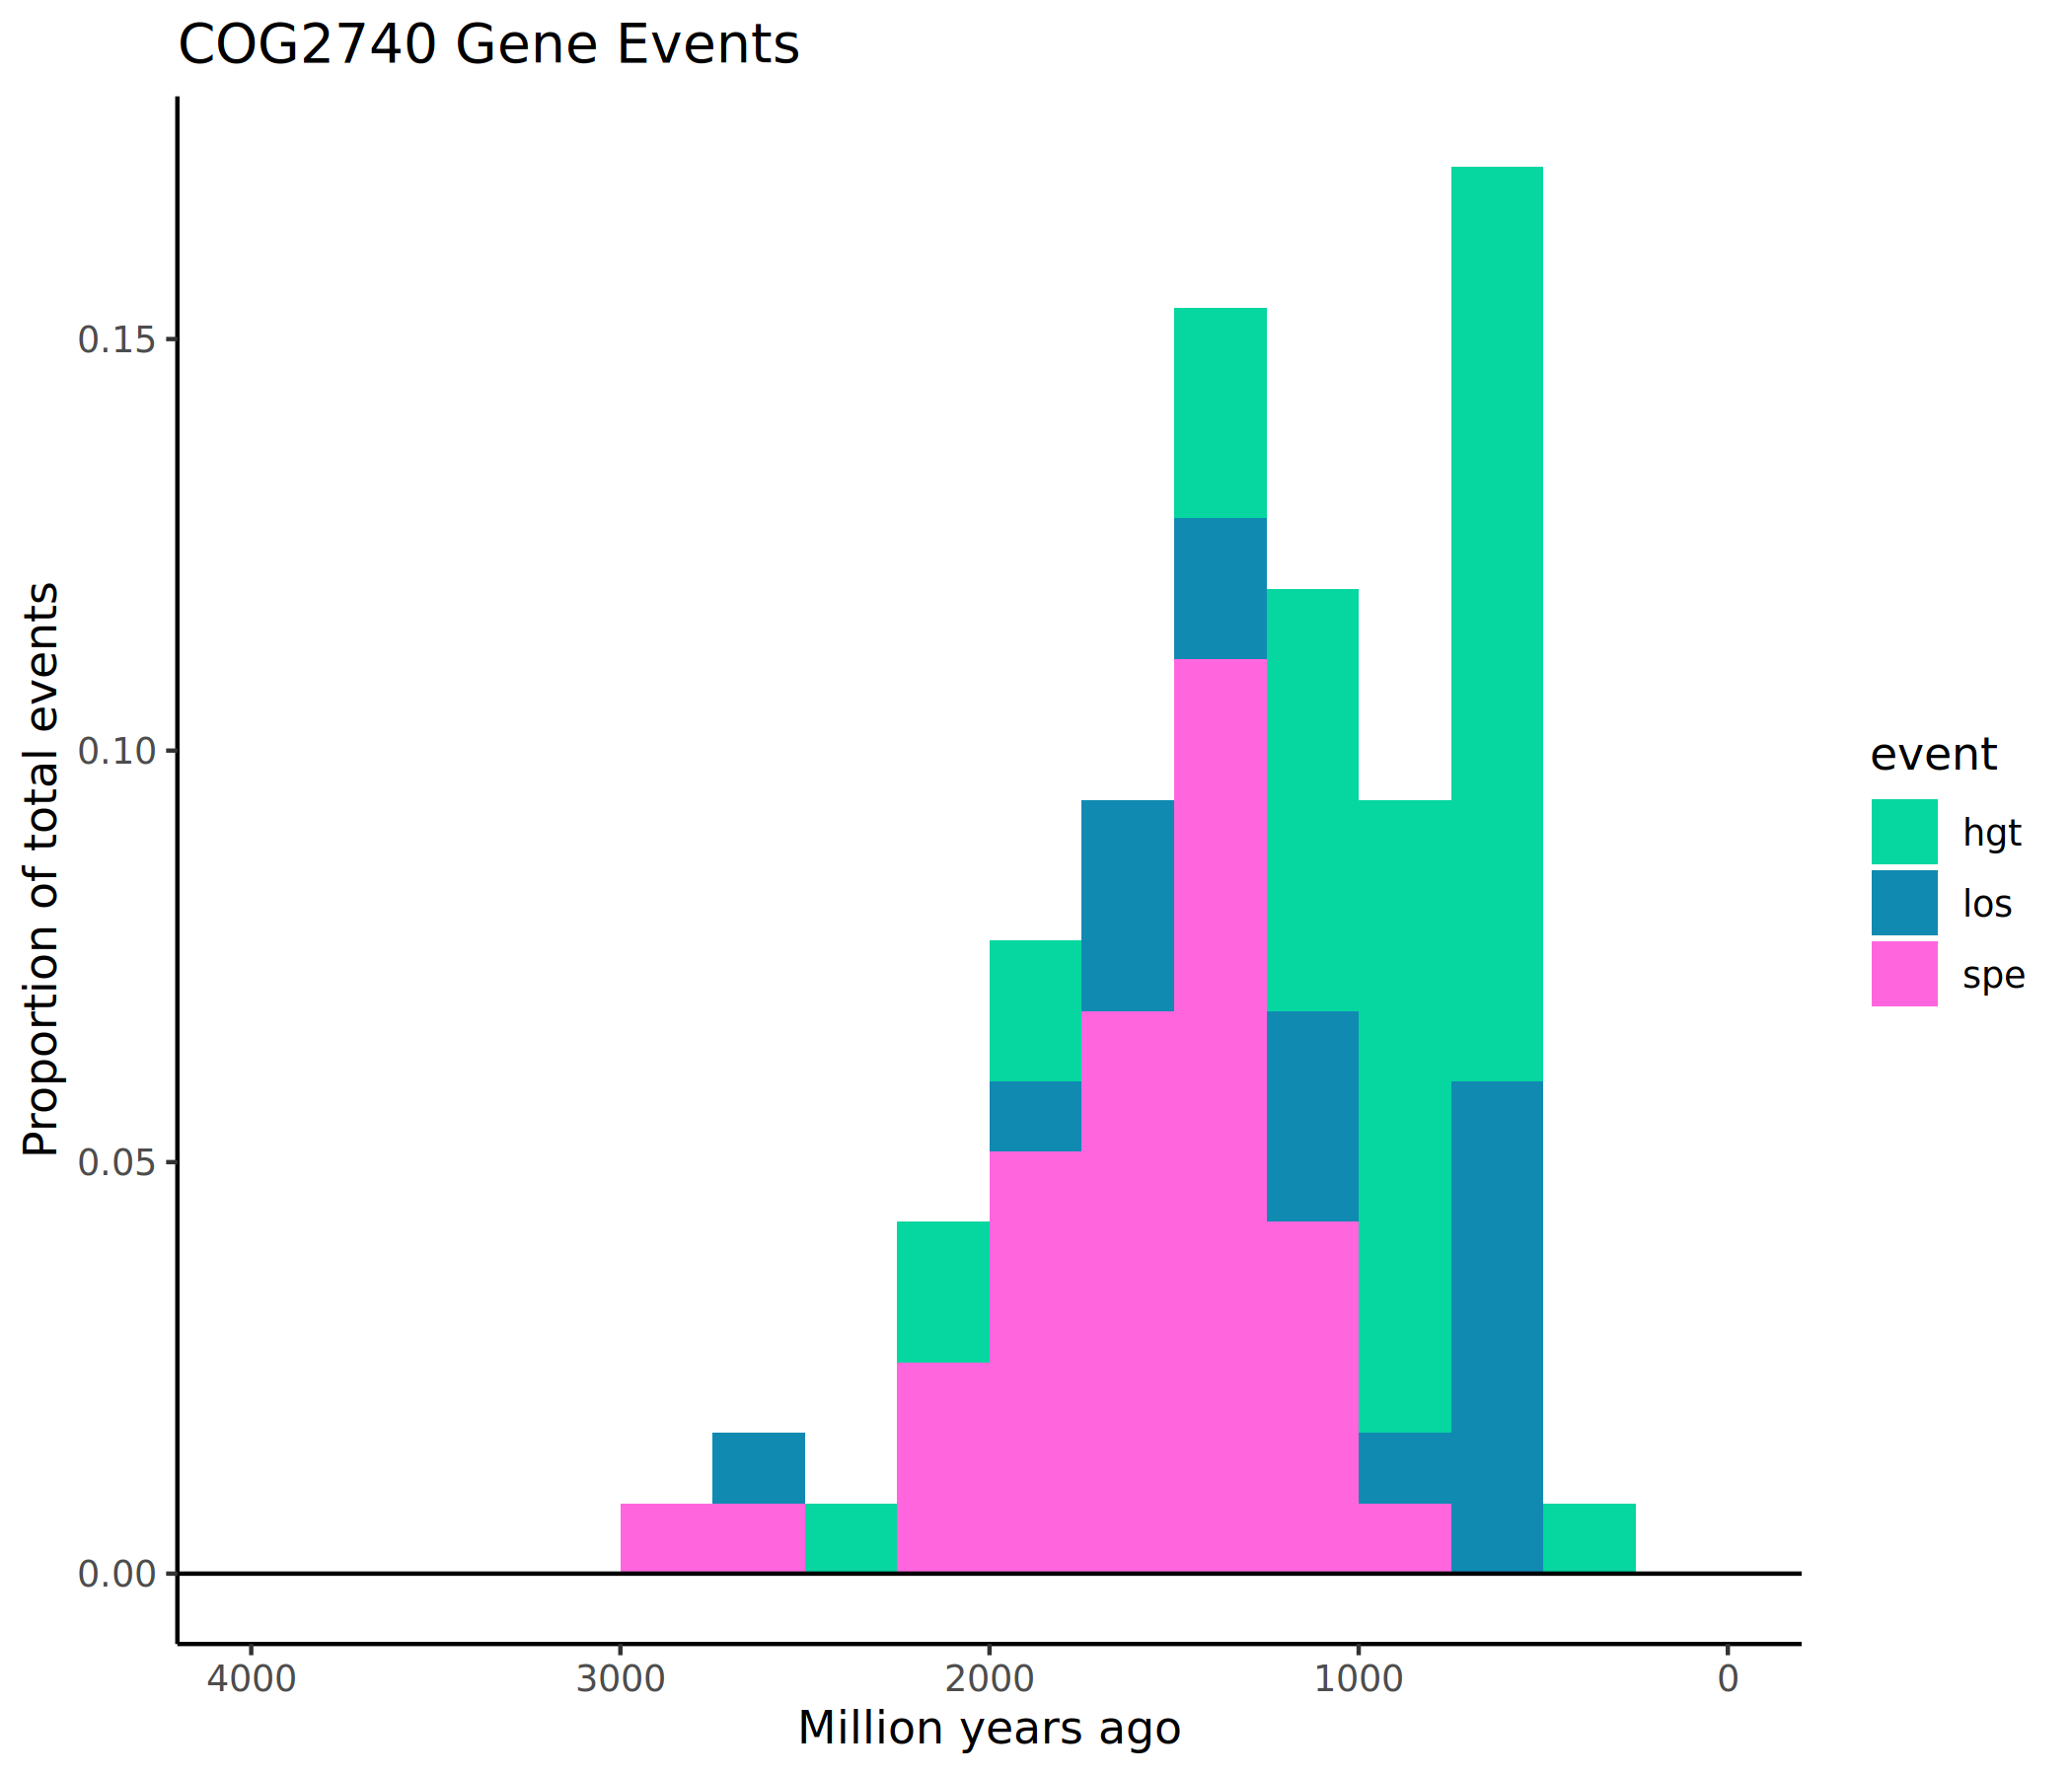 COG2740 Gene Events
Proportion of total events
0.15
0.10
0.05
0.00
4000 3000 2000 1000 0
Million years ago
event
hgt
los
spe